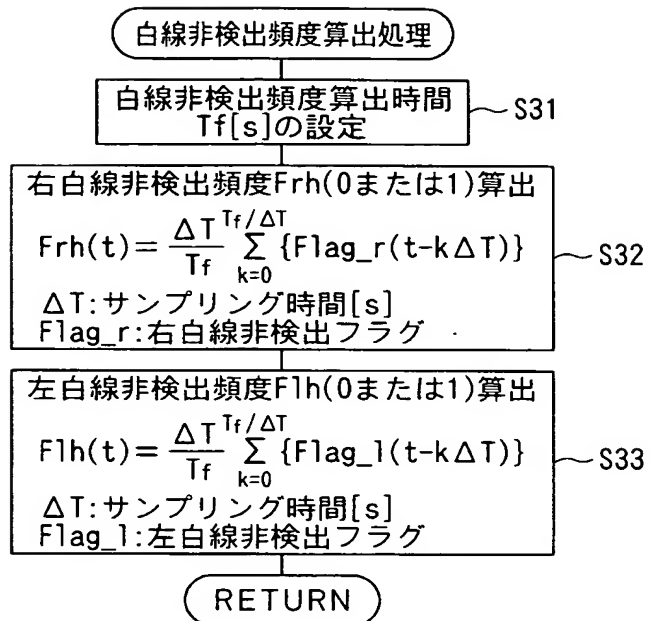 白線非検出頻度算出処理
白線非検出頻度算出時間
Tf[s]の設定
S31
右白線非検出頻度Frh(0または1)算出
Frh(t)=ΔT/Tf Σ_{k=0}^{Tf/ΔT} {Flag_r(t-kΔT)}
ΔT:サンプリング時間[s]
Flag_r:右白線非検出フラグ
S32
左白線非検出頻度Flh(0または1)算出
Flh(t)=ΔT/Tf Σ_{k=0}^{Tf/ΔT} {Flag_l(t-kΔT)}
ΔT:サンプリング時間[s]
Flag_l:左白線非検出フラグ
S33
RETURN